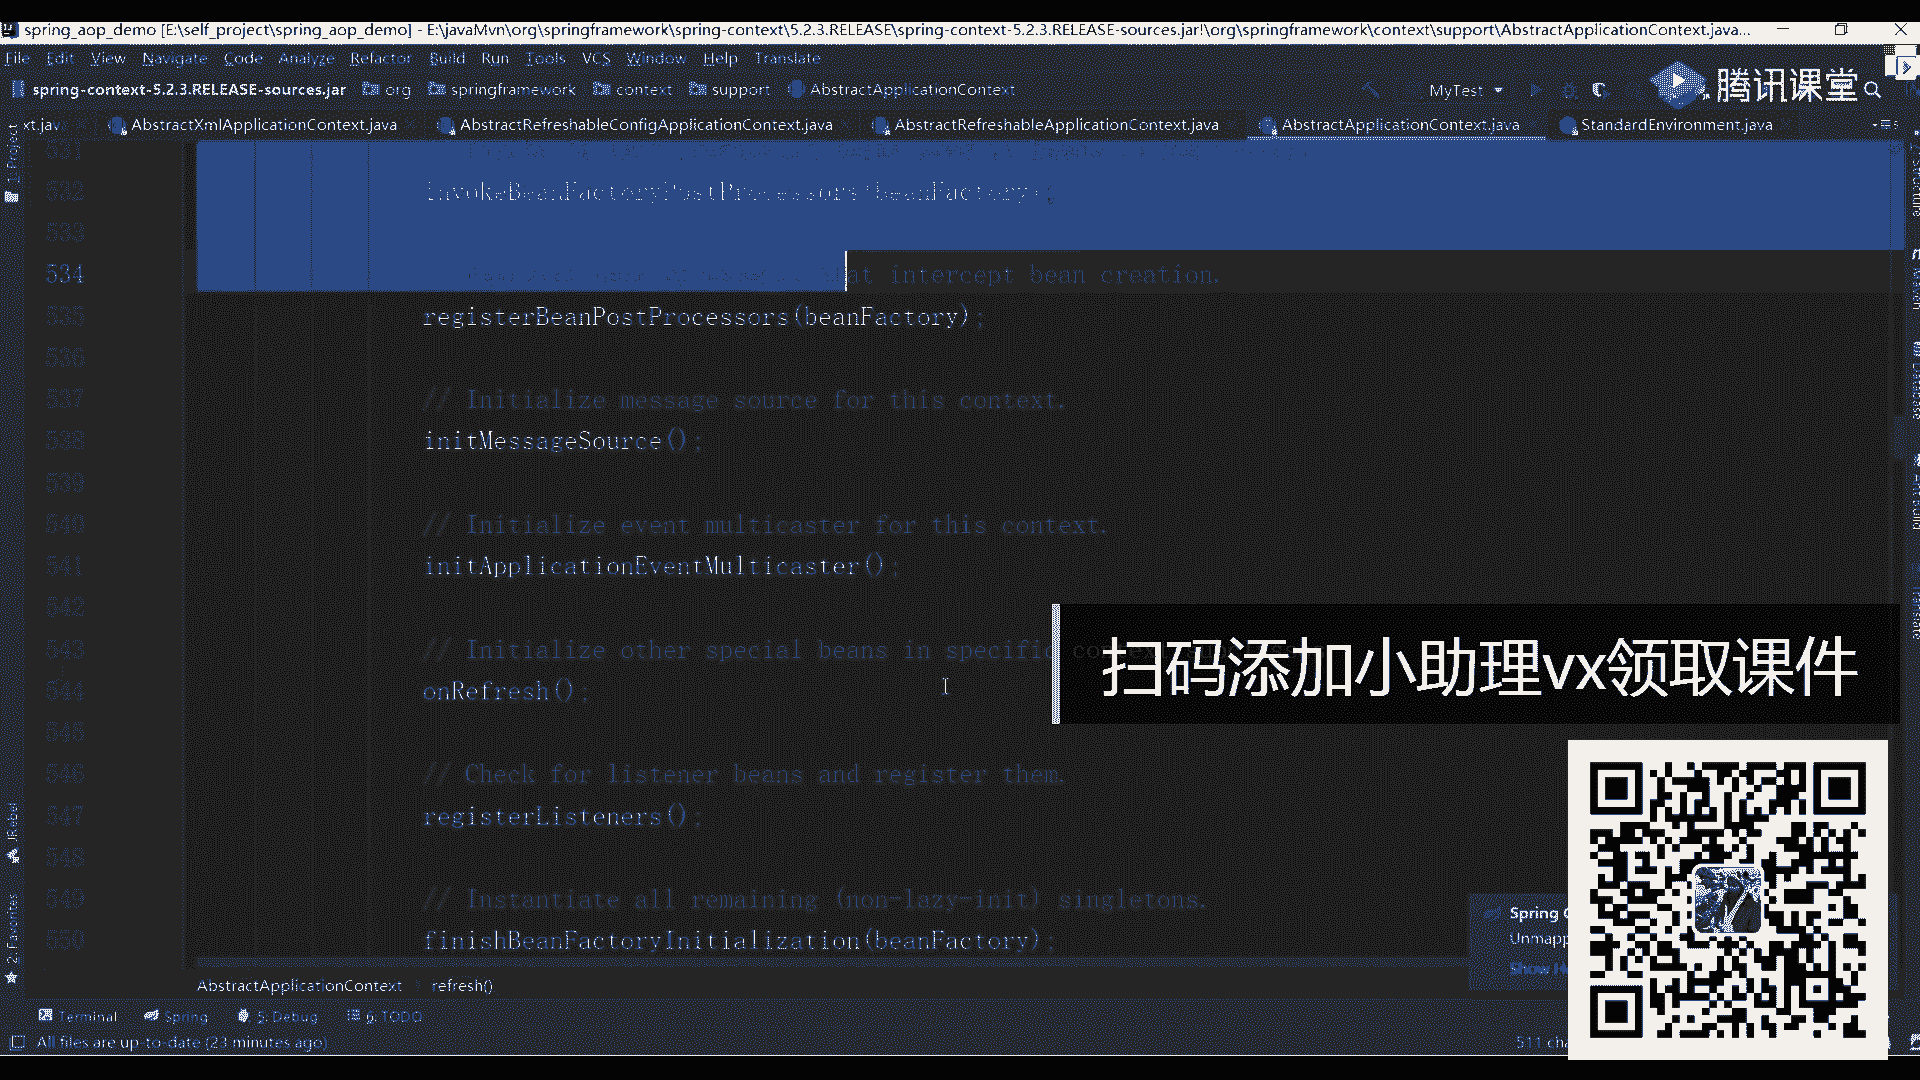 spring_aop_demo [E:\self_project\spring_aop_demo] - E:\javaMvn\org\springframework\spring-context\5.2.3.RELEASE\spring-context-5.2.3.RELEASE-sources.jar!\org\springframework\context\support\AbstractApplicationContext.java...
File Edit View Navigate Code Analyze Refactor Build Run Tools VCS Window Help Translate
spring-context-5.2.3.RELEASE-sources.jar org springframework context support AbstractApplicationContext MyTest
腾讯课堂
xt.jav AbstractXmlApplicationContext.java AbstractRefreshableConfigApplicationContext.java AbstractRefreshableApplicationContext.java AbstractApplicationContext.java StandardEnvironment.java
531
532 invokeBeanFactoryPostProcessors(beanFactory);
533
534 at intercept bean creation.
535 registerBeanPostProcessors(beanFactory);
536
537 // Initialize message source for this context.
538 initMessageSource();
539
540 // Initialize event multicaster for this context.
541 initApplicationEventMulticaster();
542
543 // Initialize other special beans in specific
544 onRefresh();
545
546 // Check for listener beans and register them.
547 registerListeners();
548
549 // Instantiate all remaining (non-lazy-init) singletons.
550 finishBeanFactoryInitialization(beanFactory);
扫码添加小助理vx领取课件
Spring
Unmapp
Show H
AbstractApplicationContext refresh()
Terminal Spring 5: Debug 6: TODO
All files are up-to-date (23 minutes ago) 511 cha
1: Project
JRebel
2: Favorites